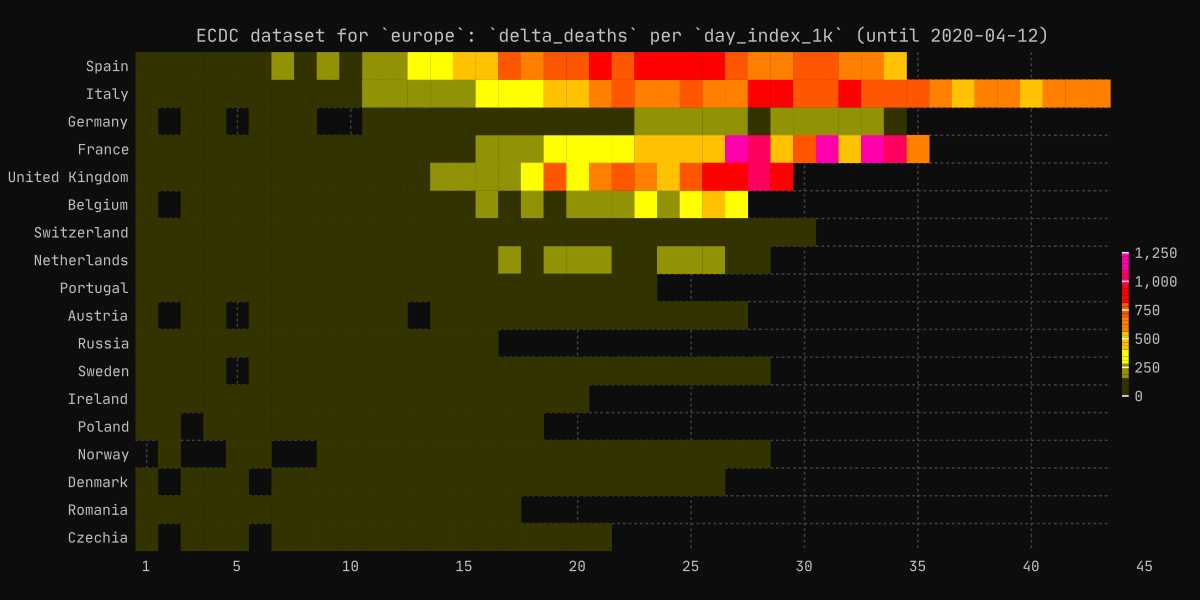 ECDC dataset for `europe`: `delta_deaths` per `day_index_1k` (until 2020-04-12)
Spain
Italy
Germany
France
United Kingdom
Belgium
Switzerland
Netherlands
Portugal
Austria
Russia
Sweden
Ireland
Poland
Norway
Denmark
Romania
Czechia
1 5 10 15 20 25 30 35 40 45
1,250
1,000
750
500
250
0